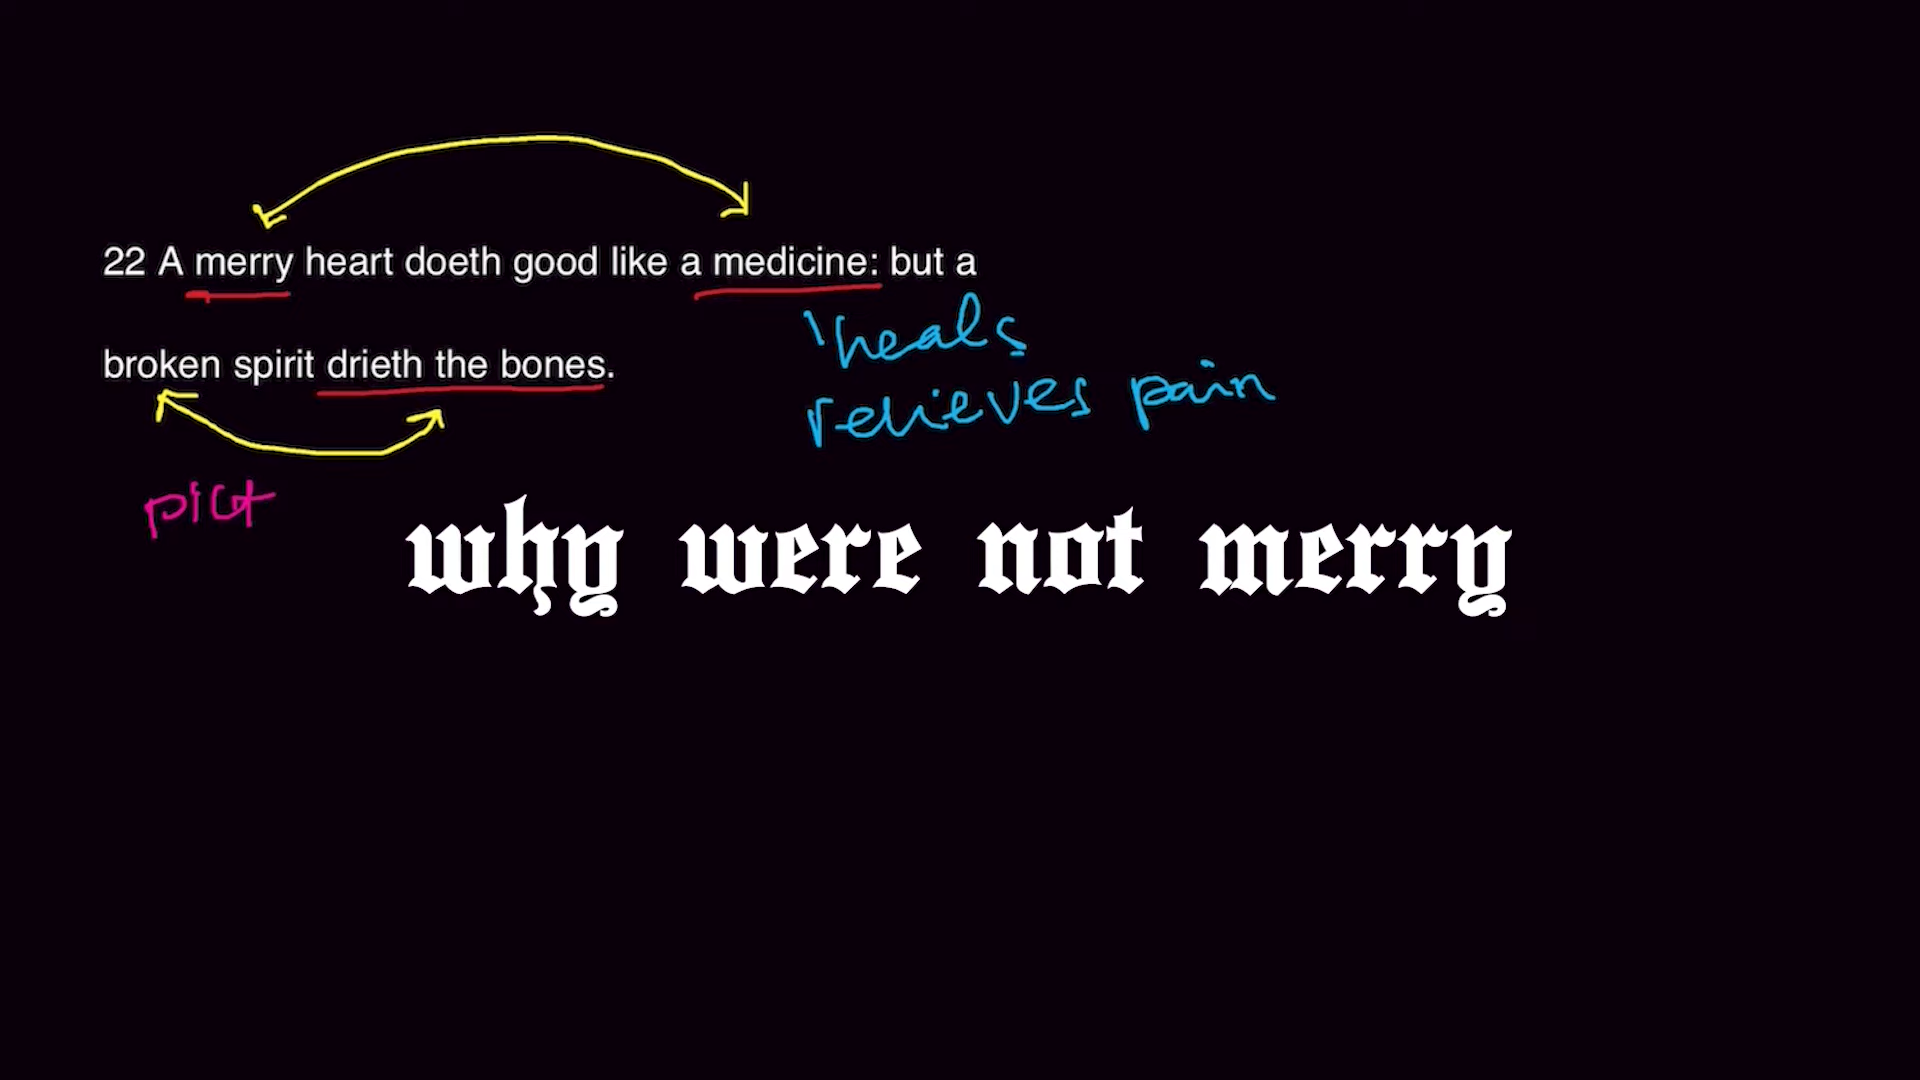 22 A merry heart doeth good like a medicine: but a
heals
broken spirit drieth the bones.
relieves pain
pict
why were not merry